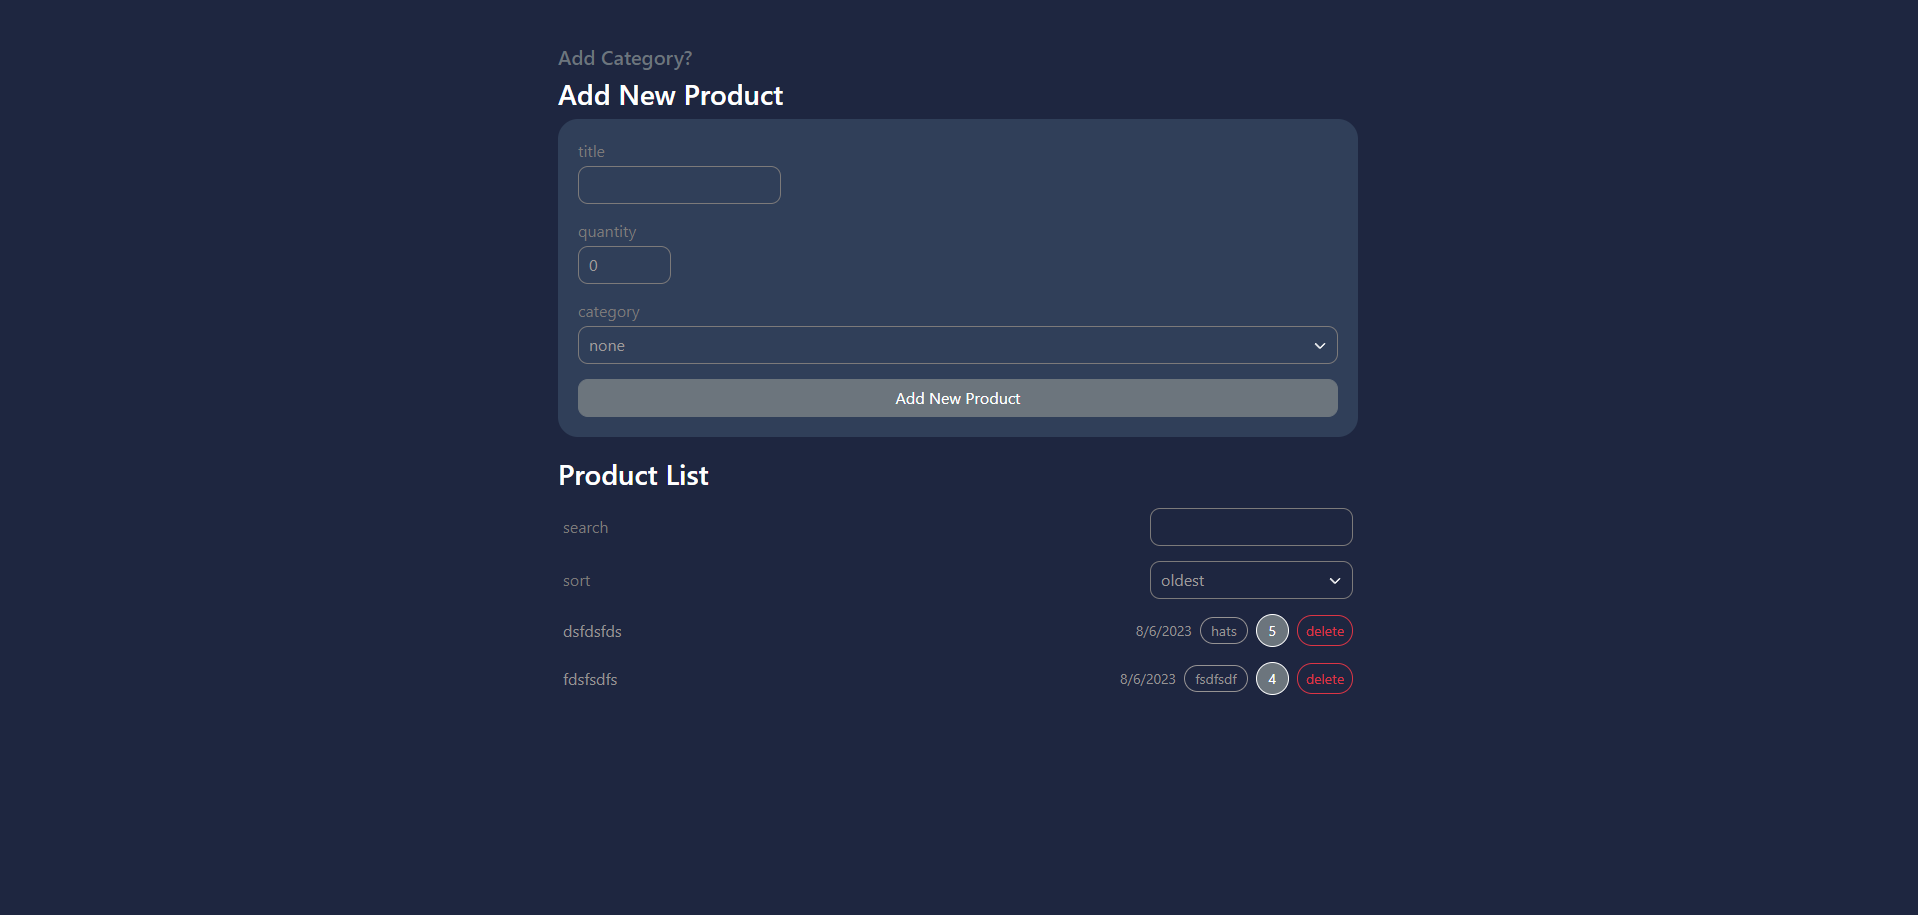 Add Category?
Add New Product
title
quantity
0
category
none
Add New Product
Product List
search
sort
oldest
dsfdsfds 8/6/2023 hats 5 delete
fdsfsdfs 8/6/2023 fsdfsdf 4 delete